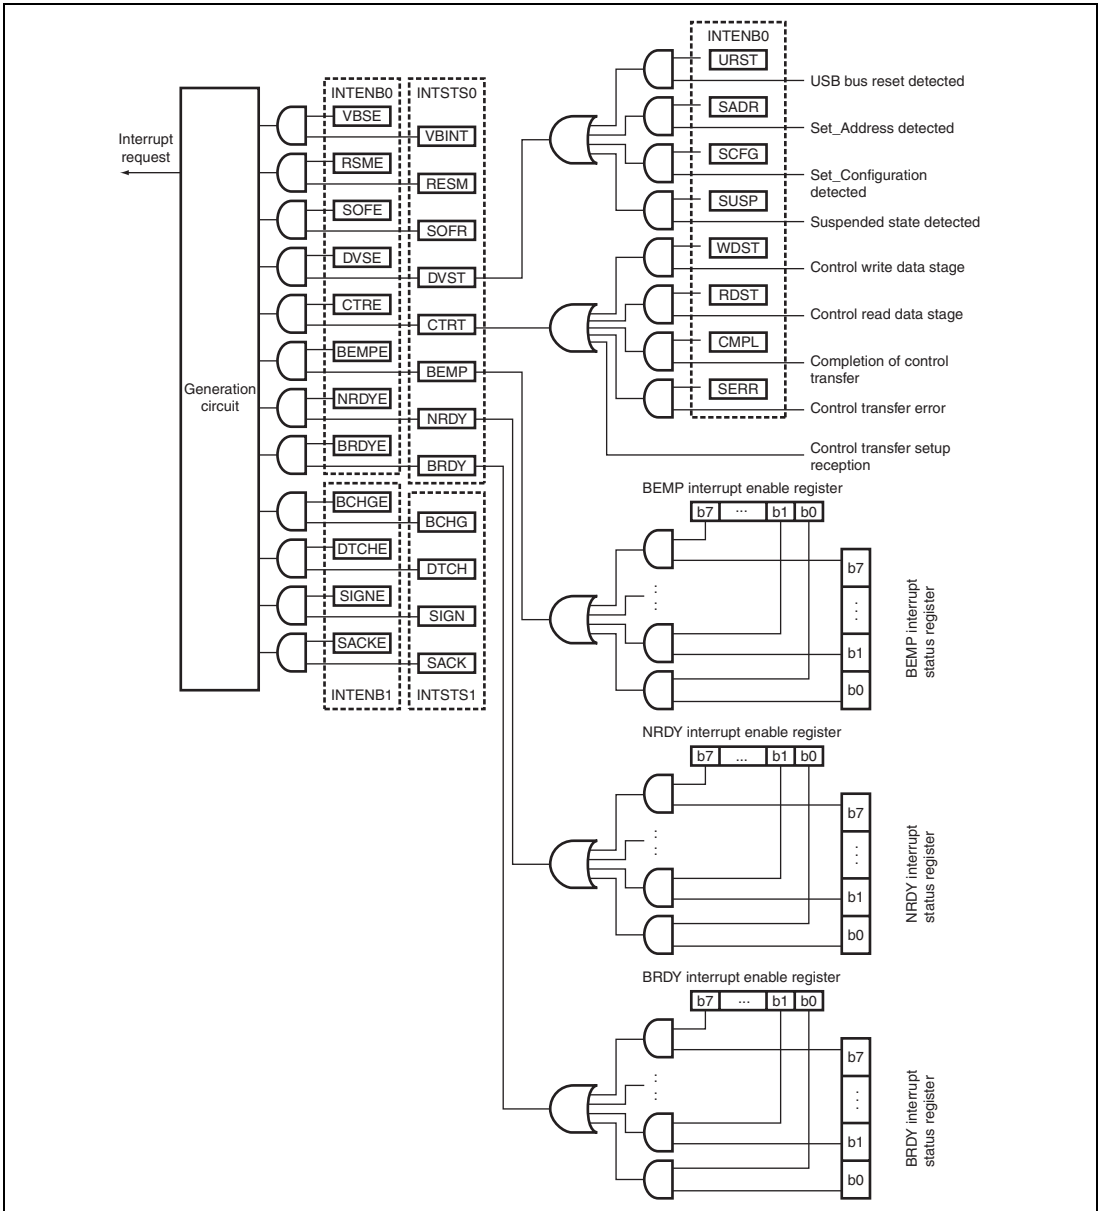 INTENB0
URST
USB bus reset detected
SADR
Set_Address detected
SCFG
Set_Configuration
detected
SUSP
Suspended state detected
WDST
Control write data stage
RDST
Control read data stage
CMPL
Completion of control
transfer
SERR
Control transfer error
Control transfer setup
reception
Interrupt
request
Generation
circuit
INTENB0
INTSTS0
VBSE
VBINT
RSME
RESM
SOFE
SOFR
DVSE
DVST
CTRE
CTRT
BEMPE
BEMP
NRDYE
NRDY
BRDYE
BRDY
BCHGE
BCHG
DTCHE
DTCH
SIGNE
SIGN
SACKE
SACK
INTENB1
INTSTS1
BEMP interrupt enable register
b7 ... b1 b0
b7
⋮
b1
b0
BEMP interrupt
status register
NRDY interrupt enable register
b7 ... b1 b0
b7
⋮
b1
b0
NRDY interrupt
status register
BRDY interrupt enable register
b7 ... b1 b0
b7
⋮
b1
b0
BRDY interrupt
status register